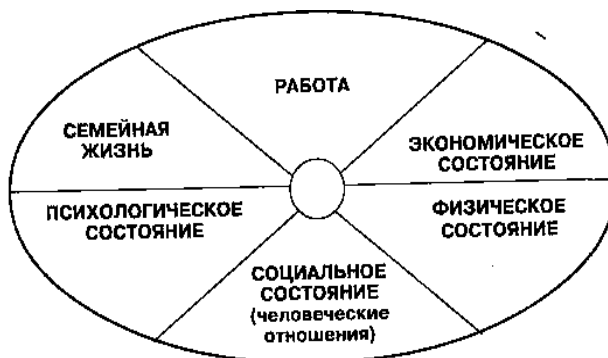 РАБОТА
СЕМЕЙНАЯ
ЖИЗНЬ
ЭКОНОМИЧЕСКОЕ
СОСТОЯНИЕ
ПСИХОЛОГИЧЕСКОЕ
СОСТОЯНИЕ
ФИЗИЧЕСКОЕ
СОСТОЯНИЕ
СОЦИАЛЬНОЕ
СОСТОЯНИЕ
(человеческие
отношения)